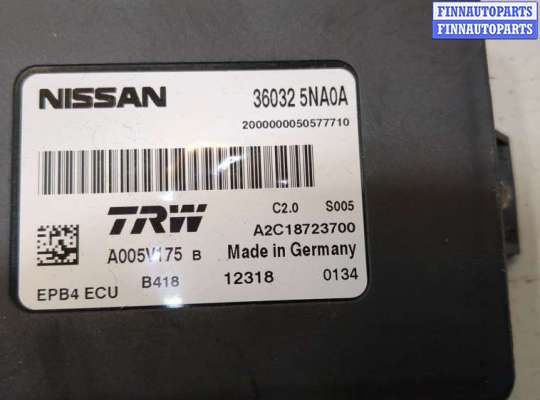 FINNAUTOPARTS
FINNAUTOPARTS
NISSAN 36032 5NA0A
2000000050577710
TRW C2.0 S005
A2C18723700
A005V175 B Made in Germany
EPB4 ECU B418 12318 0134